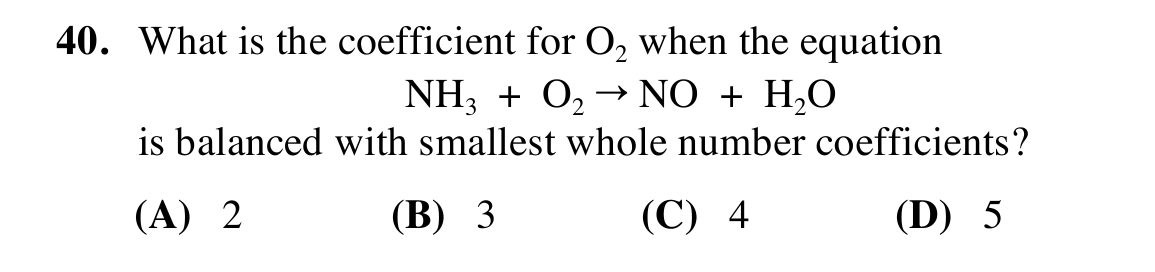 40. What is the coefficient for O₂ when the equation
NH₃ + O₂ → NO + H₂O
is balanced with smallest whole number coefficients?
(A) 2 (B) 3 (C) 4 (D) 5